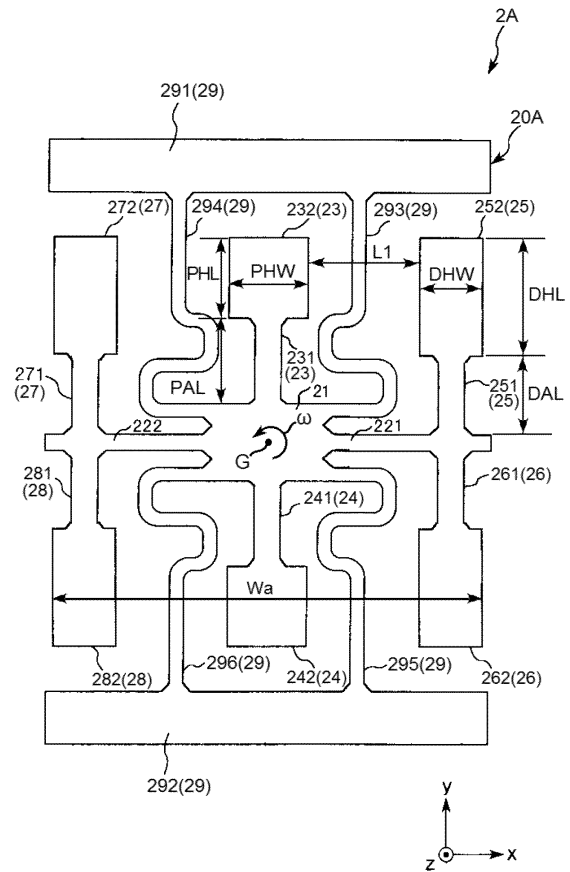 2A
291(29)
20A
272(27)
294(29)
232(23)
293(29)
252(25)
L1
PHL
PHW
DHW
DHL
231
(23)
271
(27)
PAL
21
251
(25)
DAL
222
ω
221
G
281
(28)
241(24)
261(26)
Wa
296(29)
295(29)
282(28)
242(24)
262(26)
292(29)
y
z
x